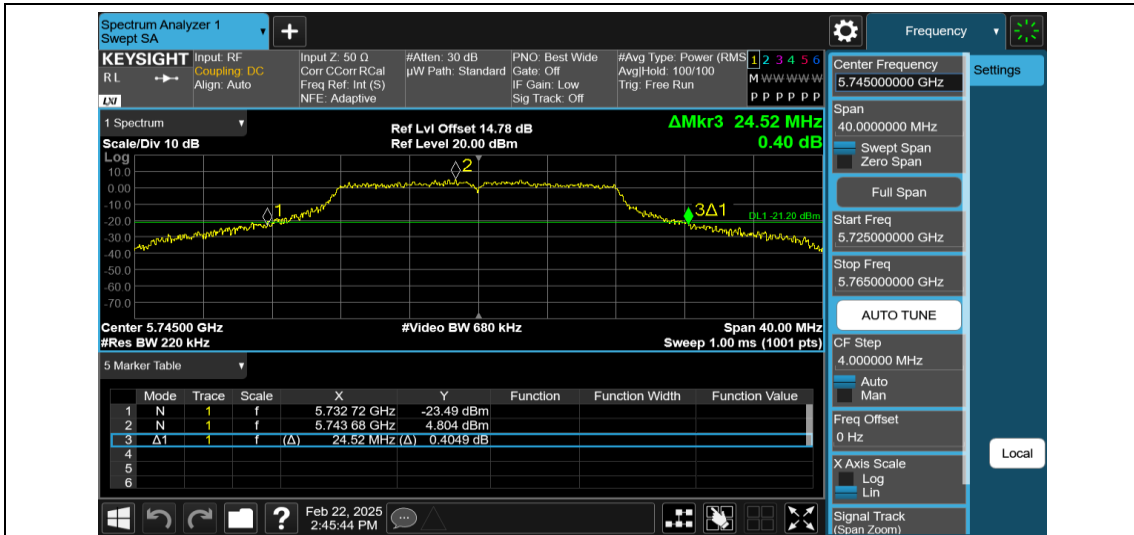 Spectrum Analyzer 1
Swept SA
+
Frequency
KEYSIGHT
R L
LXI
Input: RF
Coupling: DC
Align: Auto
Input Z: 50 Ω
Corr CCorr RCal
Freq Ref: Int (S)
NFE: Adaptive
#Atten: 30 dB
µW Path: Standard
PNO: Best Wide
Gate: Off
IF Gain: Low
Sig Track: Off
#Avg Type: Power (RMS
Avg|Hold: 100/100
Trig: Free Run
1 2 3 4 5 6
M W W W W W
P P P P P P
1 Spectrum
Scale/Div 10 dB
Ref Lvl Offset 14.78 dB
Ref Level 20.00 dBm
ΔMkr3 24.52 MHz
0.40 dB
Log
10.0
0.00
-10.0
-20.0
-30.0
-40.0
-50.0
-60.0
-70.0
1
2
3Δ1
DL1 -21.20 dBm
Center 5.74500 GHz
#Video BW 680 kHz
Span 40.00 MHz
#Res BW 220 kHz
Sweep 1.00 ms (1001 pts)
5 Marker Table
Mode Trace Scale X Y Function Function Width Function Value
1 N 1 f 5.732 72 GHz -23.49 dBm
2 N 1 f 5.743 68 GHz 4.804 dBm
3 Δ1 1 f (Δ) 24.52 MHz (Δ) 0.4049 dB
4
5
6
?
Feb 22, 2025
2:45:44 PM
Center Frequency
5.745000000 GHz
Settings
Span
40.0000000 MHz
Swept Span
Zero Span
Full Span
Start Freq
5.725000000 GHz
Stop Freq
5.765000000 GHz
AUTO TUNE
CF Step
4.000000 MHz
Auto
Man
Freq Offset
0 Hz
Local
X Axis Scale
Log
Lin
Signal Track
(Span Zoom)